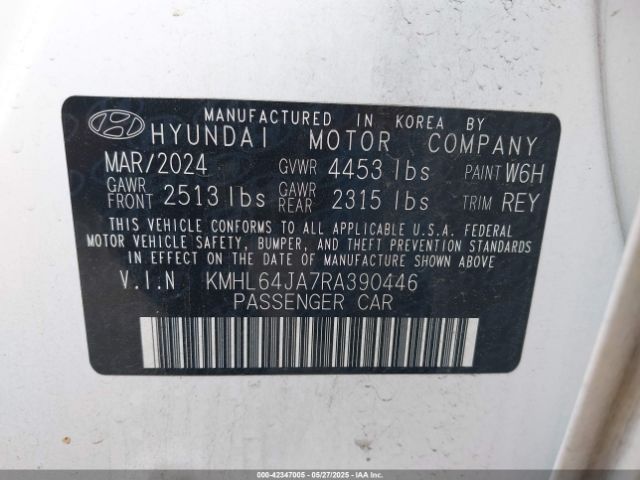 MANUFACTURED IN KOREA BY
HYUNDAI MOTOR COMPANY
MAR/2024 GVWR 4453 lbs PAINT W6H
GAWR FRONT 2513 lbs GAWR REAR 2315 lbs TRIM REY
THIS VEHICLE CONFORMS TO ALL APPLICABLE U.S.A. FEDERAL
MOTOR VEHICLE SAFETY, BUMPER, AND THEFT PREVENTION STANDARDS
IN EFFECT ON THE DATE OF MANUFACTURE SHOWN ABOVE.
V.I.N KMHL64JA7RA390446
PASSENGER CAR
000-42347005 - 05/27/2025 - IAAI.COM